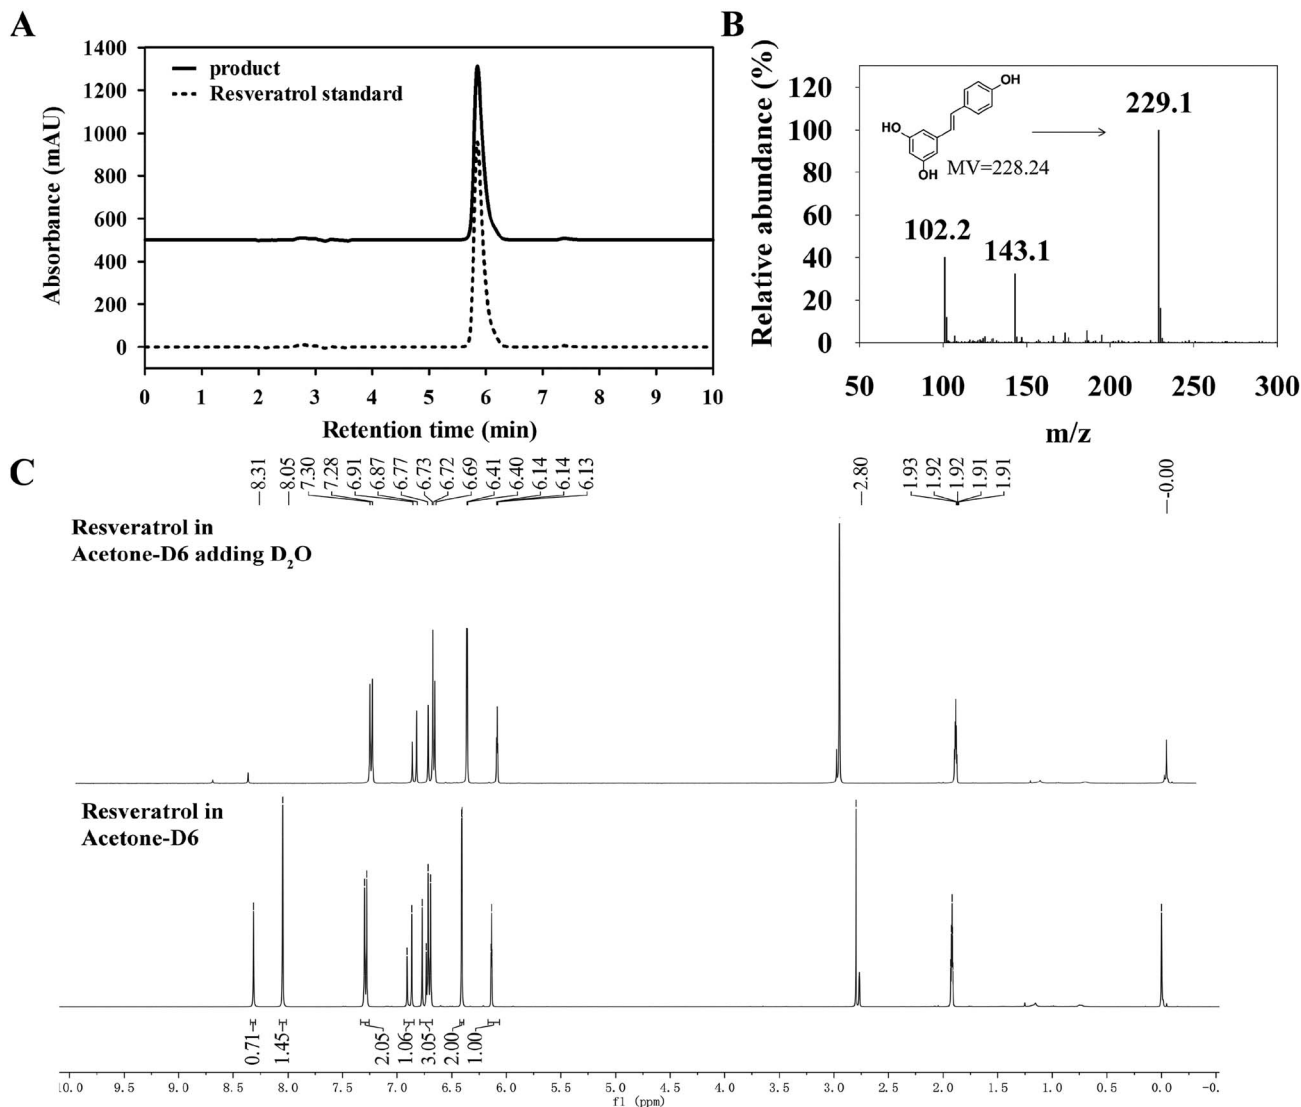 A
1400
1200
1000
800
600
400
200
0
Absorbance (mAU)
product
Resveratrol standard
0 1 2 3 4 5 6 7 8 9 10
Retention time (min)
B
120
100
80
60
40
20
0
Relative abundance (%)
OH
HO
OH
MV=228.24
229.1
102.2
143.1
50 100 150 200 250 300
m/z
C
8.31
8.05
7.30
7.28
6.91
6.87
6.77
6.73
6.72
6.69
6.41
6.40
6.14
6.14
6.13
2.80
1.93
1.92
1.92
1.91
1.91
-0.00
Resveratrol in
Acetone-D6 adding D₂O
Resveratrol in
Acetone-D6
0.71
1.45
2.05
1.06
3.05
2.00
1.00
10.0 9.5 9.0 8.5 8.0 7.5 7.0 6.5 6.0 5.5 5.0 4.5 4.0 3.5 3.0 2.5 2.0 1.5 1.0 0.5 0.0 -0.
f1 (ppm)